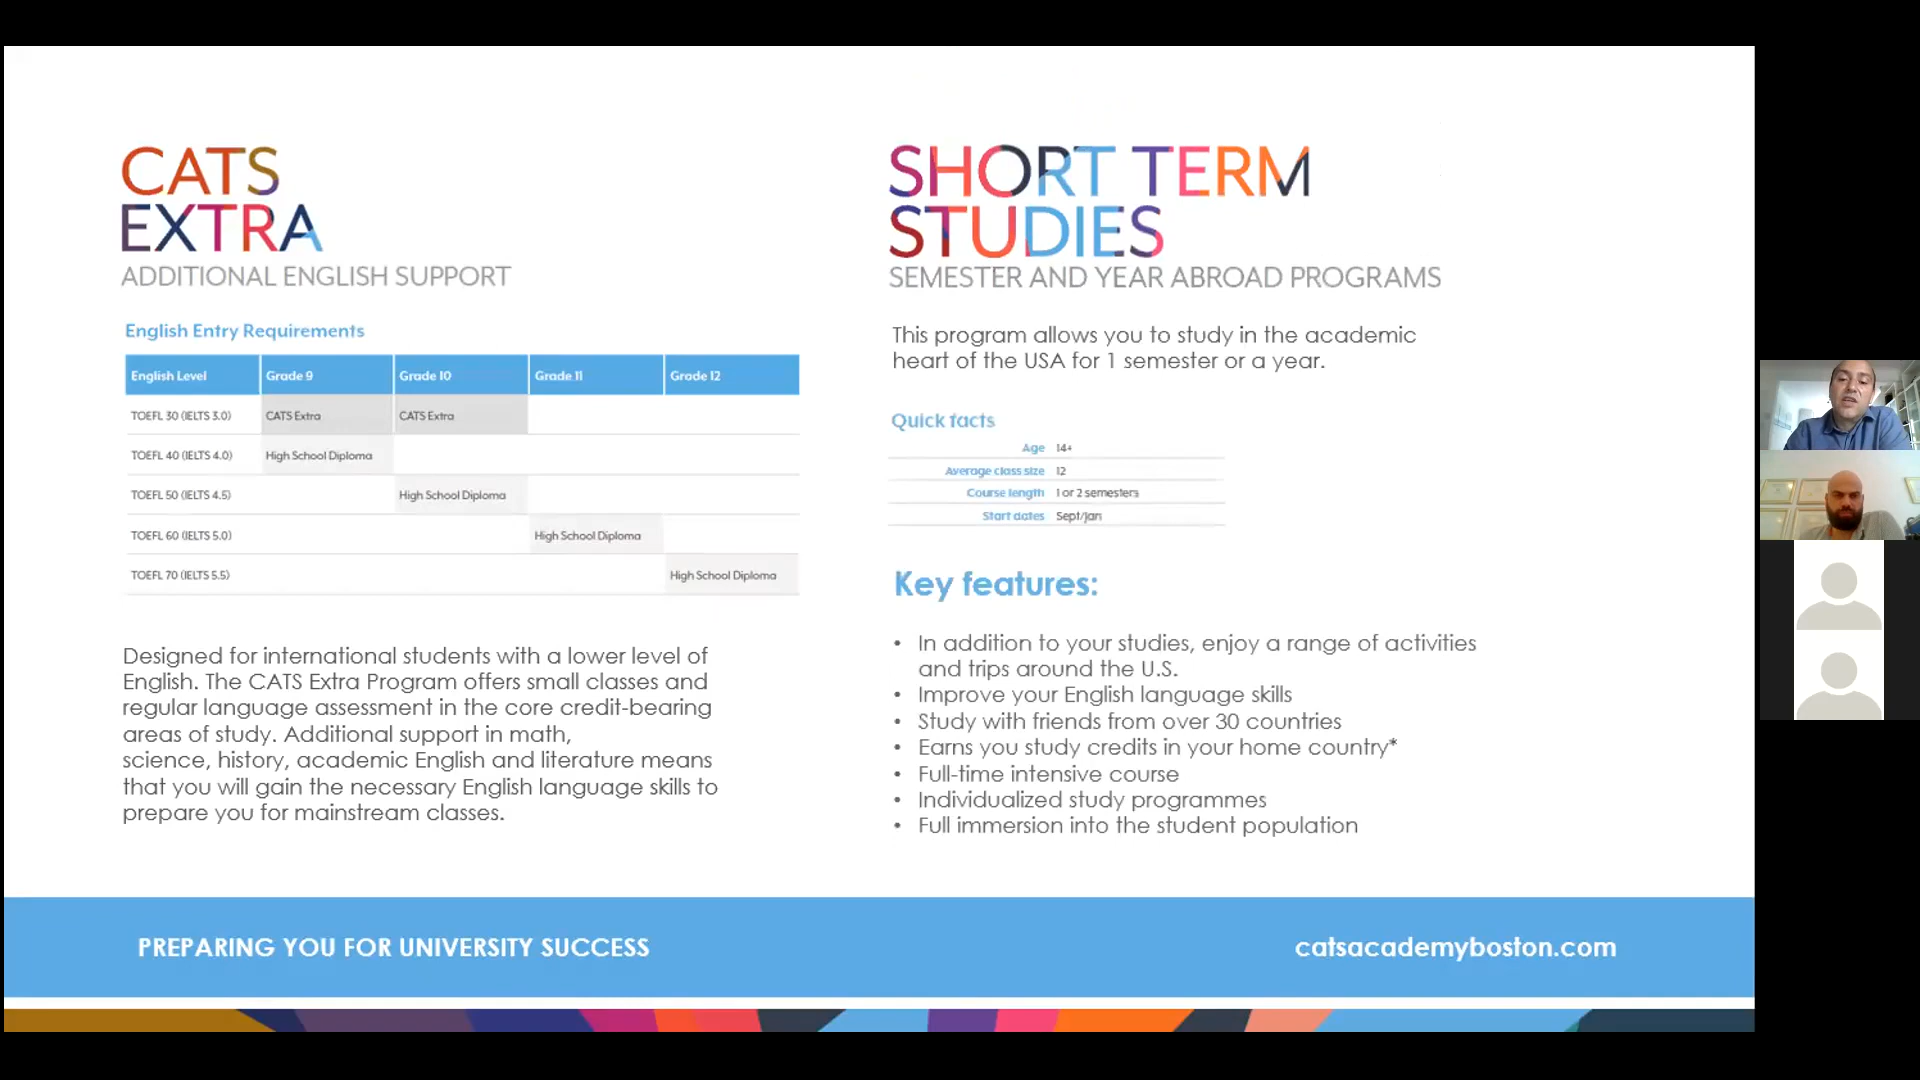 CATS
EXTRA
ADDITIONAL ENGLISH SUPPORT
English Entry Requirements
English Level Grade 9 Grade 10 Grade 11 Grade 12
TOEFL 30 (IELTS 3.0) CATS Extra CATS Extra
TOEFL 40 (IELTS 4.0) High School Diploma
TOEFL 50 (IELTS 4.5) High School Diploma
TOEFL 60 (IELTS 5.0) High School Diploma
TOEFL 70 (IELTS 5.5) High School Diploma
Designed for international students with a lower level of
English. The CATS Extra Program offers small classes and
regular language assessment in the core credit-bearing
areas of study. Additional support in math,
science, history, academic English and literature means
that you will gain the necessary English language skills to
prepare you for mainstream classes.
SHORT TERM
STUDIES
SEMESTER AND YEAR ABROAD PROGRAMS
This program allows you to study in the academic
heart of the USA for 1 semester or a year.
Quick facts
Age 14+
Average class size 12
Course length 1 or 2 semesters
Start dates Sept/Jan
Key features:
• In addition to your studies, enjoy a range of activities
and trips around the U.S.
• Improve your English language skills
• Study with friends from over 30 countries
• Earns you study credits in your home country*
• Full-time intensive course
• Individualized study programmes
• Full immersion into the student population
PREPARING YOU FOR UNIVERSITY SUCCESS
catsacademyboston.com